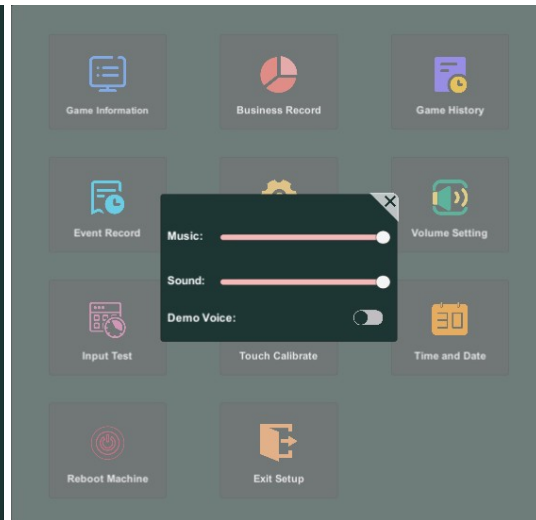 Game Information
Business Record
Game History
Event Record
Volume Setting
Music:
Sound:
Demo Voice:
Input Test
Touch Calibrate
Time and Date
30
Reboot Machine
Exit Setup